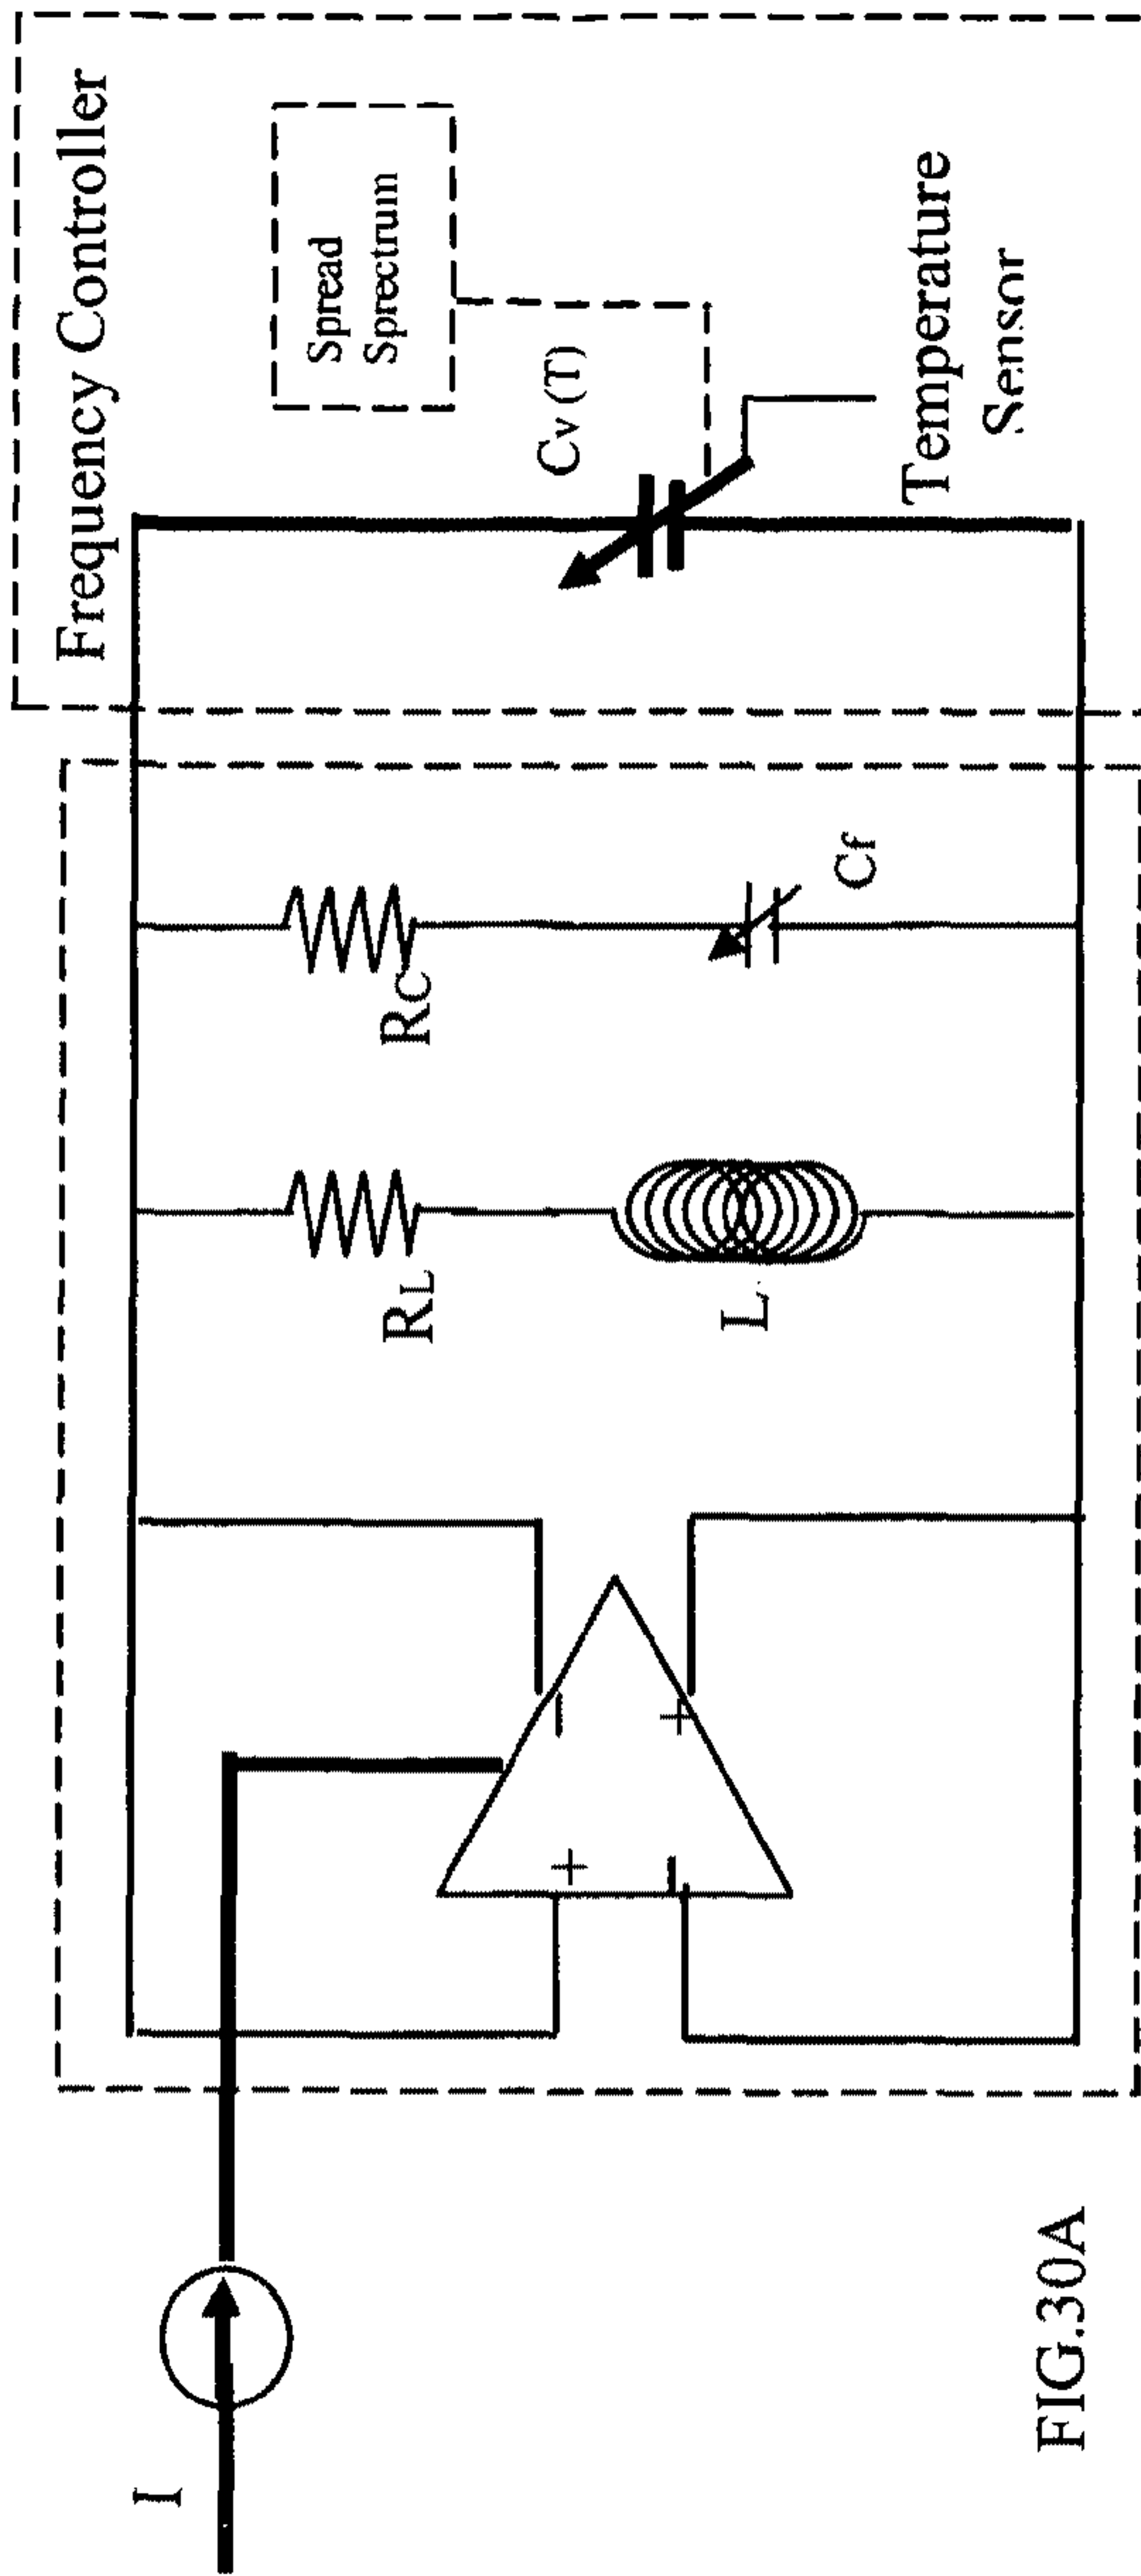 Frequency Controller
Spread
Sprectrum
Cv (T)
Temperature
Sensor
RC
Cf
RL
L
+
−
−
+
I
FIG.30A